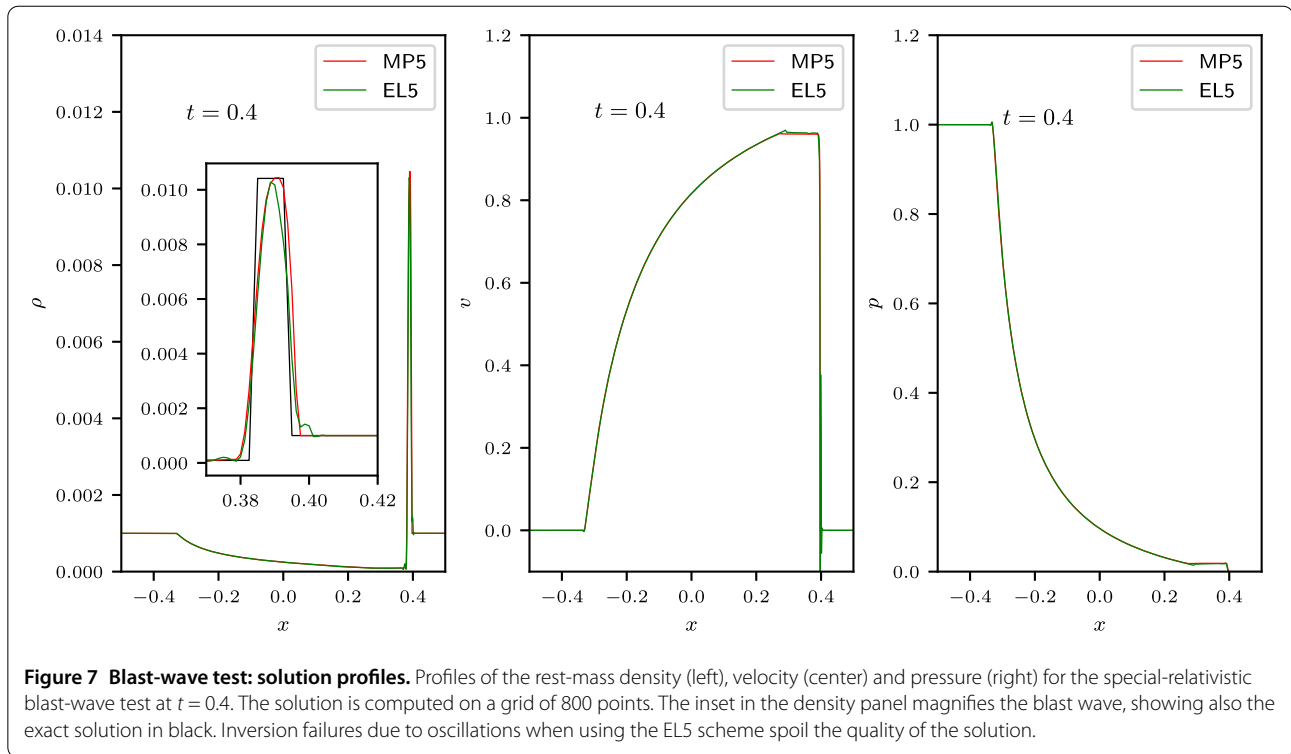 0.014
0.012
0.010
0.008
0.006
0.004
0.002
0.000
ρ
−0.4
−0.2
0.0
0.2
0.4
x
MP5
EL5
t = 0.4
0.010
0.008
0.006
0.004
0.002
0.000
0.38
0.40
0.42
1.2
1.0
0.8
0.6
0.4
0.2
0.0
v
−0.4
−0.2
0.0
0.2
0.4
x
MP5
EL5
t = 0.4
1.2
1.0
0.8
0.6
0.4
0.2
0.0
p
−0.4
−0.2
0.0
0.2
0.4
x
MP5
EL5
t = 0.4
Figure 7 Blast-wave test: solution profiles. Profiles of the rest-mass density (left), velocity (center) and pressure (right) for the special-relativistic
blast-wave test at t = 0.4. The solution is computed on a grid of 800 points. The inset in the density panel magnifies the blast wave, showing also the
exact solution in black. Inversion failures due to oscillations when using the EL5 scheme spoil the quality of the solution.